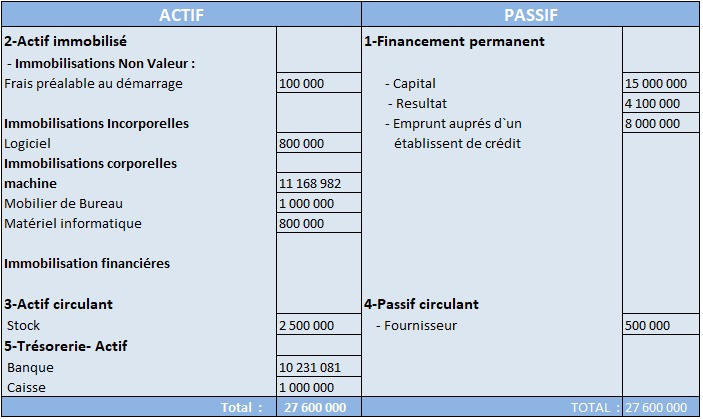 ACTIF PASSIF
2-Actif immobilisé 1-Financement permanent
- Immobilisations Non Valeur :
Frais préalable au démarrage 100 000 - Capital 15 000 000
- Resultat 4 100 000
Immobilisations Incorporelles - Emprunt auprés d`un 8 000 000
Logiciel 800 000 établissent de crédit
Immobilisations corporelles
machine 11 168 982
Mobilier de Bureau 1 000 000
Matériel informatique 800 000
Immobilisation financiéres
3-Actif circulant 4-Passif circulant
Stock 2 500 000 - Fournisseur 500 000
5-Trésorerie- Actif
Banque 10 231 081
Caisse 1 000 000
Total : 27 600 000 TOTAL : 27 600 000